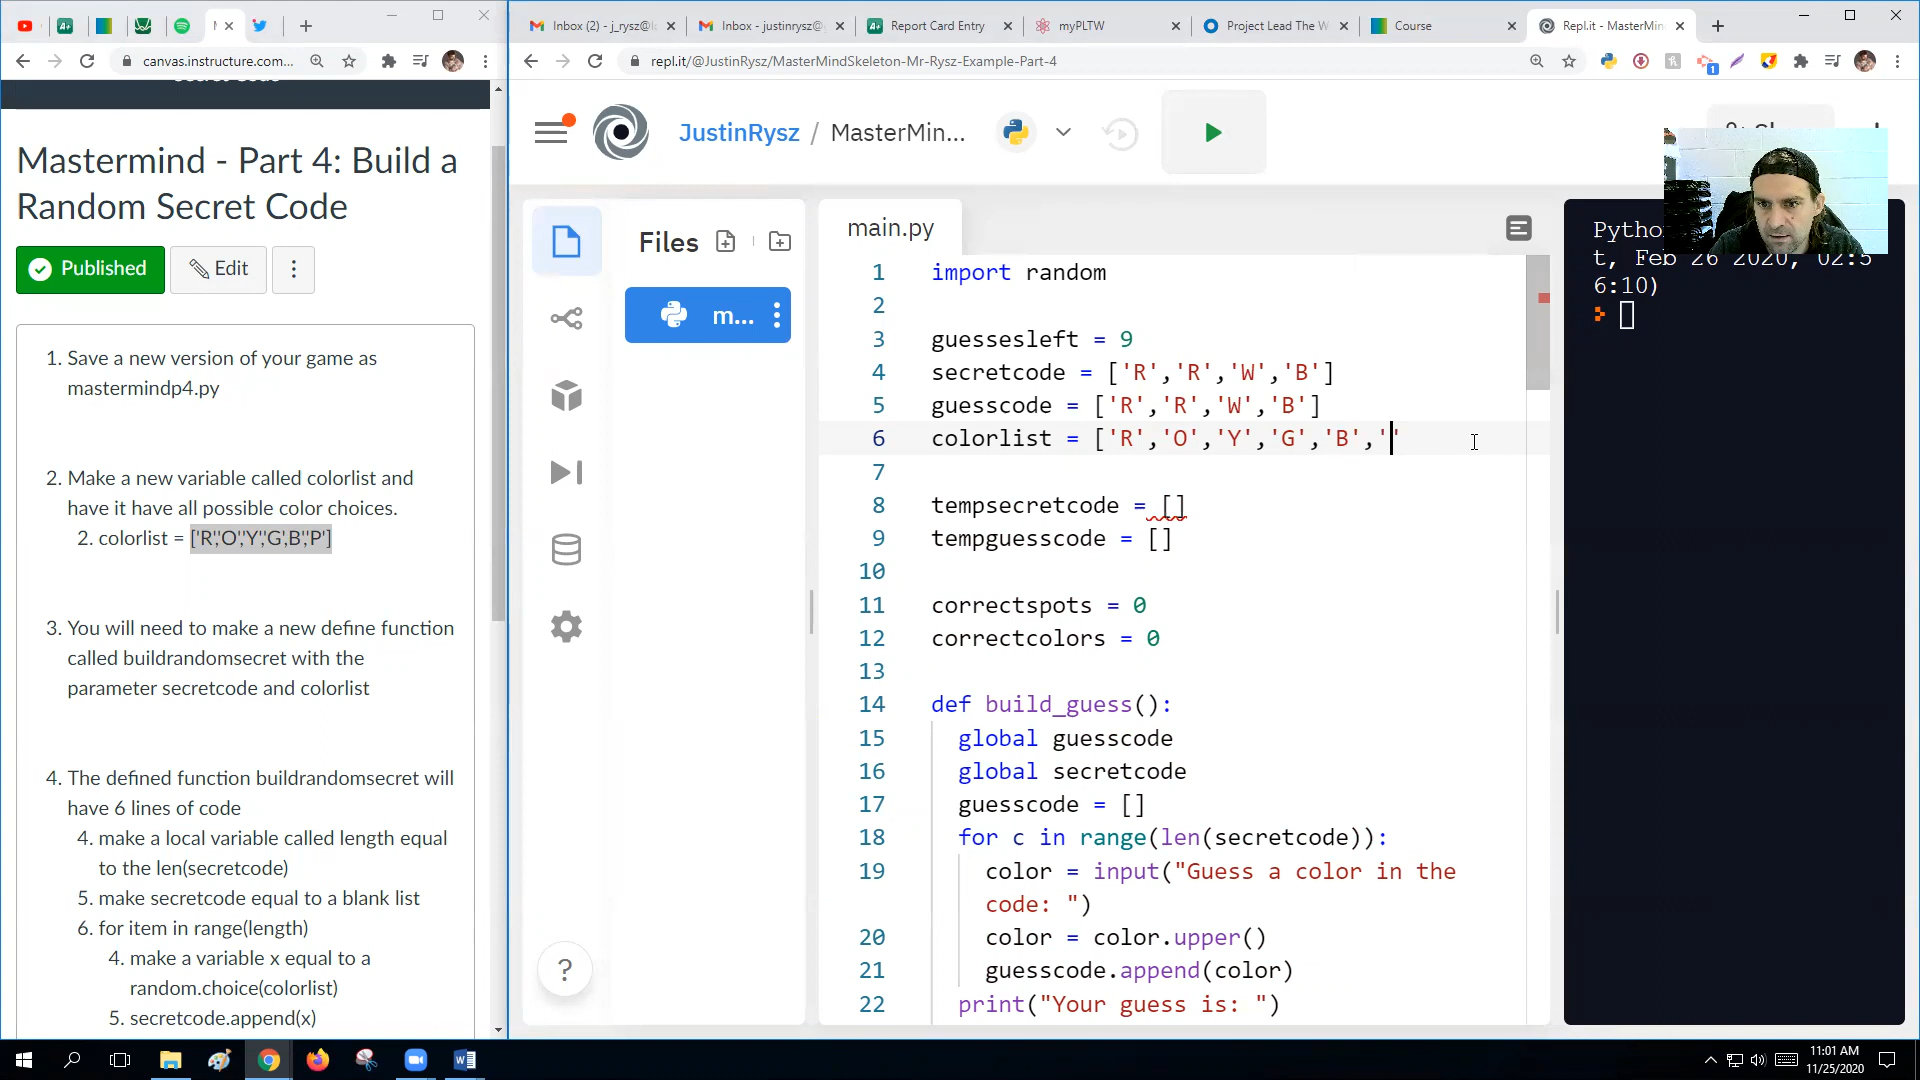 Inbox (2) - j_rysz@l
Inbox - justinrysz@
Report Card Entry
myPLTW
Project Lead The W
Course
Repl.it - MasterMin
canvas.instructure.com...
repl.it/@JustinRysz/MasterMindSkeleton-Mr-Rysz-Example-Part-4
JustinRysz / MasterMin...
Mastermind - Part 4: Build a
Random Secret Code
Published
Edit
1. Save a new version of your game as
mastermindp4.py
2. Make a new variable called colorlist and
have it have all possible color choices.
2. colorlist = ['R','O','Y','G',B','P']
3. You will need to make a new define function
called buildrandomsecret with the
parameter secretcode and colorlist
4. The defined function buildrandomsecret will
have 6 lines of code
4. make a local variable called length equal
to the len(secretcode)
5. make secretcode equal to a blank list
6. for item in range(length)
4. make a variable x equal to a
random.choice(colorlist)
5. secretcode.append(x)
Files
m...
main.py
1 import random
2
3 guessesleft = 9
4 secretcode = ['R','R','W','B']
5 guesscode = ['R','R','W','B']
6 colorlist = ['R','O','Y','G','B',''
7
8 tempsecretcode = []
9 tempguesscode = []
10
11 correctspots = 0
12 correctcolors = 0
13
14 def build_guess():
15 global guesscode
16 global secretcode
17 guesscode = []
18 for c in range(len(secretcode)):
19 color = input("Guess a color in the
code: ")
20 color = color.upper()
21 guesscode.append(color)
22 print("Your guess is: ")
t, Feb 26 2020, 02:5
6:10)
?
11:01 AM
11/25/2020